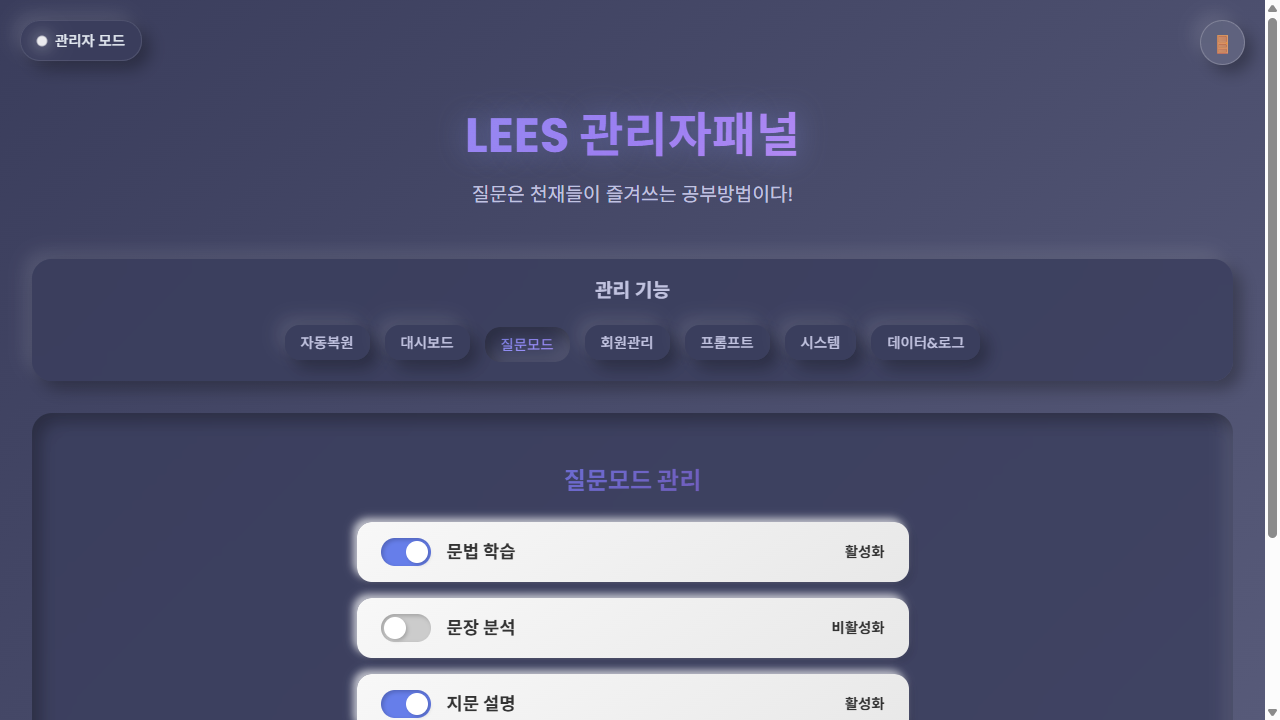 관리자 모드
LEES 관리자패널
질문은 천재들이 즐겨쓰는 공부방법이다!
관리 기능
자동복원 대시보드 질문모드 회원관리 프롬프트 시스템 데이터&로그
질문모드 관리
문법 학습 활성화
문장 분석 비활성화
지문 설명 활성화